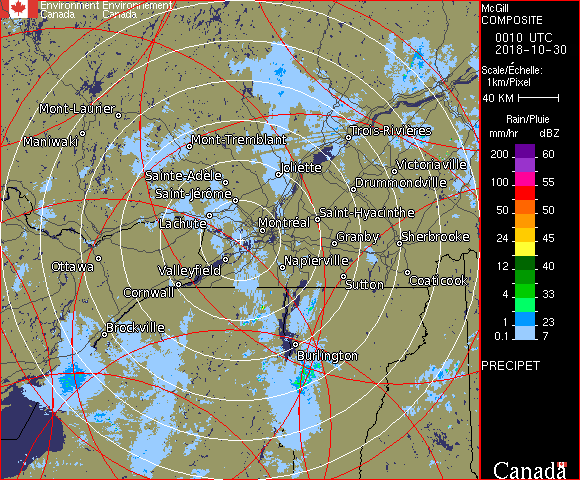 Environment Environnement
Canada Canada
McGill
COMPOSITE
0010 UTC
2018-10-30
Scale/Échelle:
1km/Pixel
40 KM
Rain/Pluie
mm/hr dBZ
200 60
100 55
50 50
24 45
12 40
4 33
1 23
0.1 7
PRECIPET
Canada
Mont-Laurier
Maniwaki
Mont-Tremblant
Trois-Rivières
Victoriaville
Joliette
Sainte-Adèle
Drummondville
Saint-Jérôme
Saint-Hyacinthe
Lachute
Montréal
Granby
Sherbrooke
Ottawa
Valleyfield
Napierville
Coaticook
Sutton
Cornwall
Brockville
Burlington